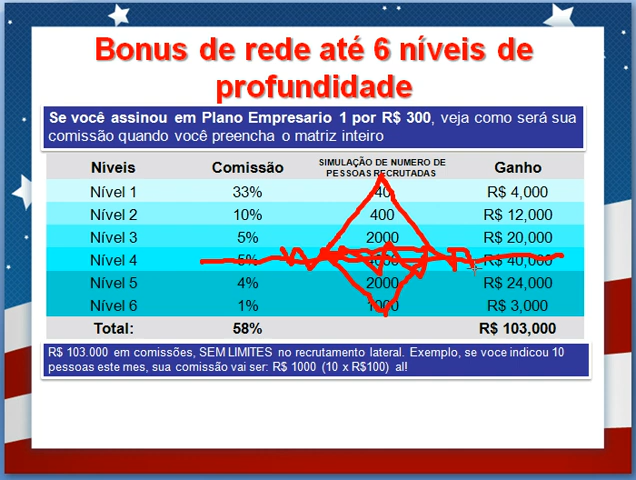 Bonus de rede até 6 níveis de
profundidade
Se você assinou em Plano Empresario 1 por R$ 300, veja como será sua
comissão quando você preencha o matriz inteiro
Níveis Comissão SIMULAÇÃO DE NUMERO DE PESSOAS RECRUTADAS Ganho
Nível 1 33% 40 R$ 4,000
Nível 2 10% 400 R$ 12,000
Nível 3 5% 2000 R$ 20,000
Nível 4 5% R$ 40,000
Nível 5 4% 2000 R$ 24,000
Nível 6 1% 1000 R$ 3,000
Total: 58% R$ 103,000
R$ 103.000 em comissões, SEM LIMITES no recrutamento lateral. Exemplo, se voce indicou 10
pessoas este mes, sua comissão vai ser: R$ 1000 (10 x R$100) al!